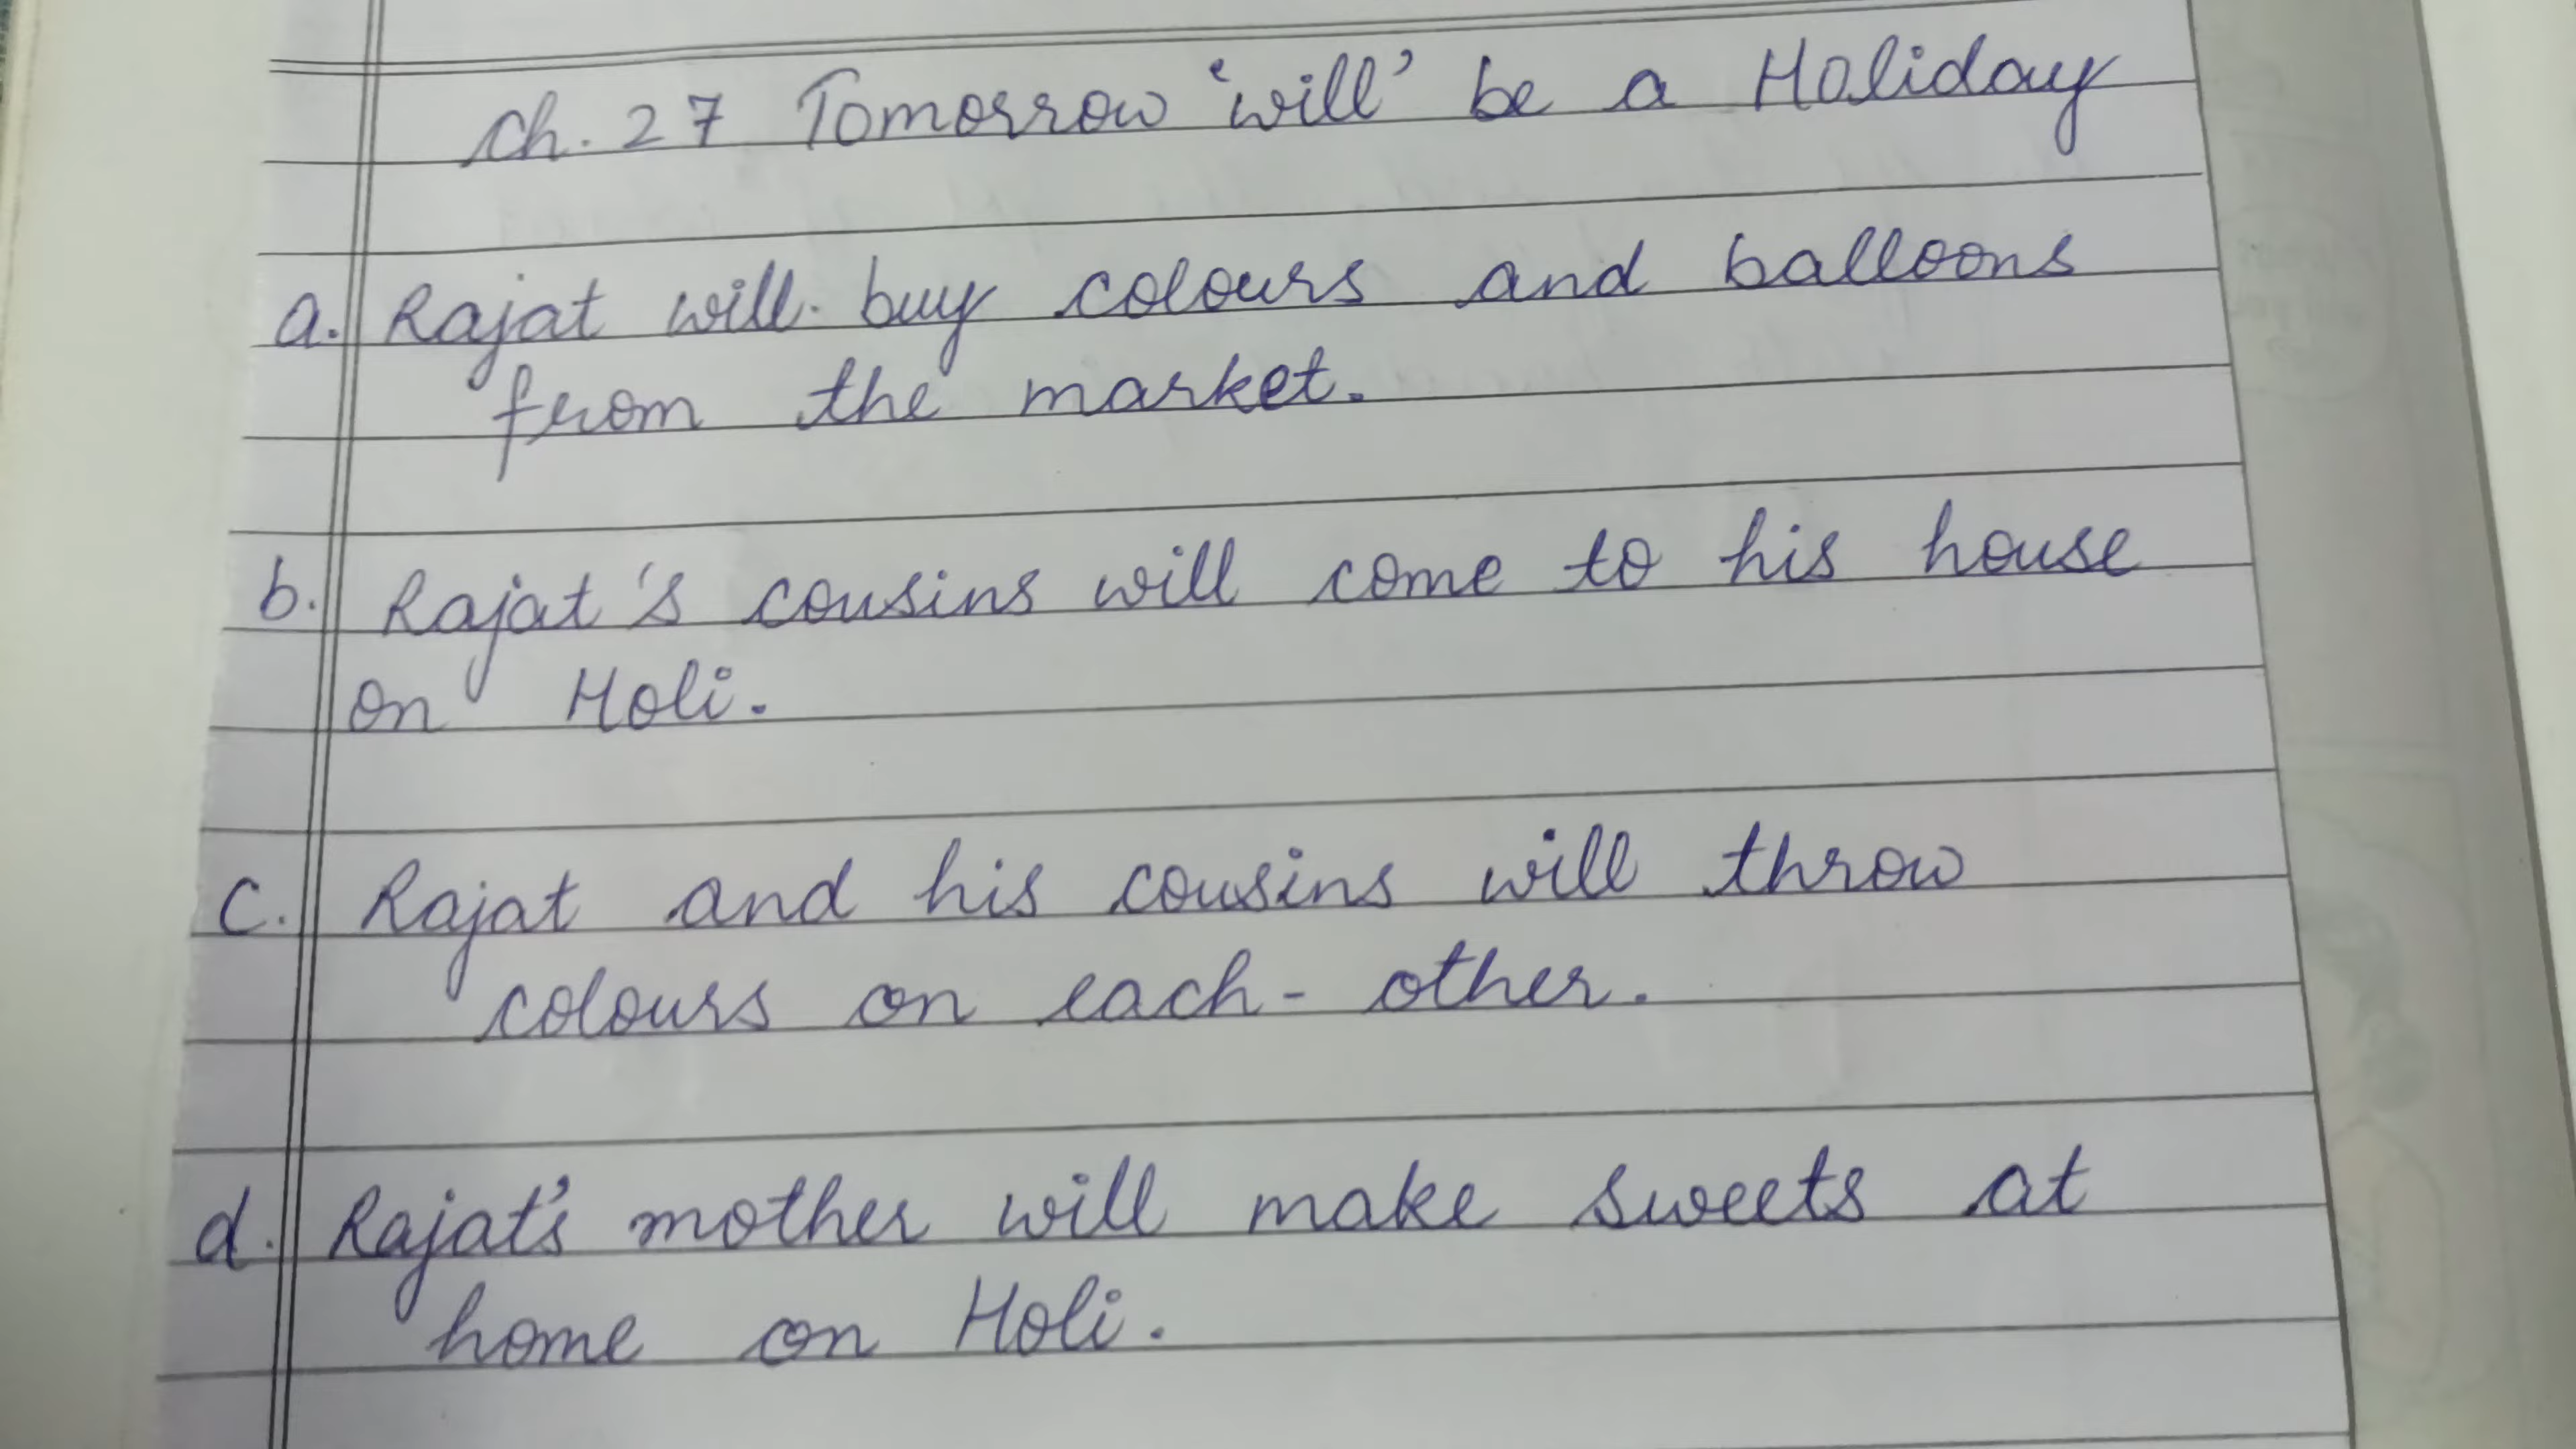 Ch. 27 Tomorrow 'will' be a Holiday
a. Rajat will. buy colours and balloons
from the market.
b. Rajat's cousins will come to his house
on Holi.
c. Rajat and his cousins will throw
colours on each- other.
d. Rajat's mother will make sweets at
home on Holi.